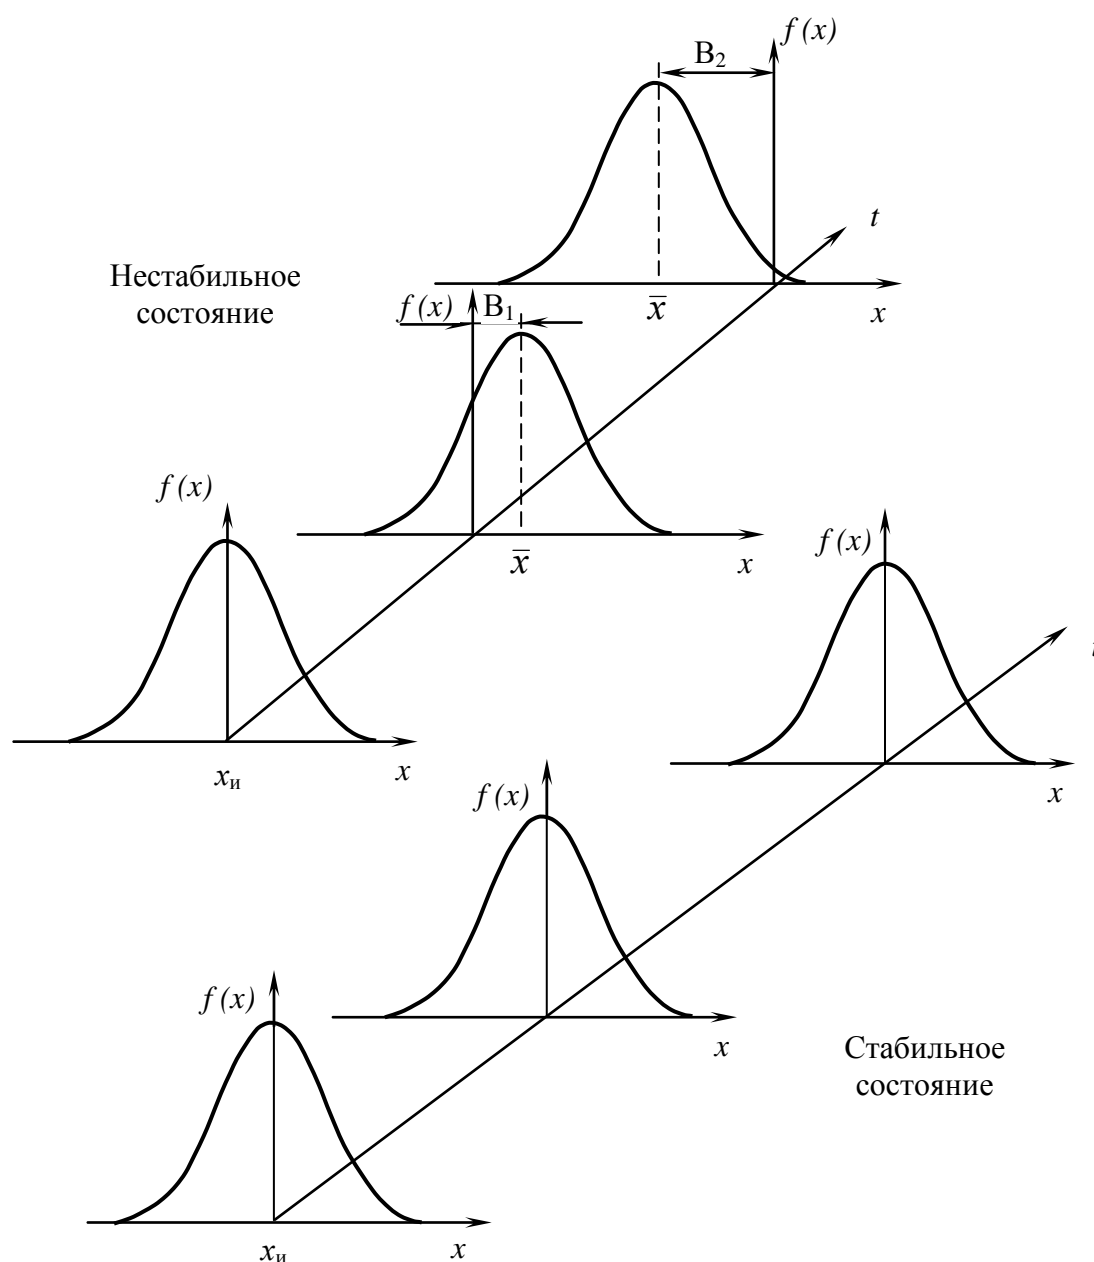 f(x)
B₂
t
Нестабильное
состояние
x̅
x
f(x)
B₁
f(x)
x̅
x
f(x)
xи
x
t
x
f(x)
f(x)
x
Стабильное
состояние
xи
x